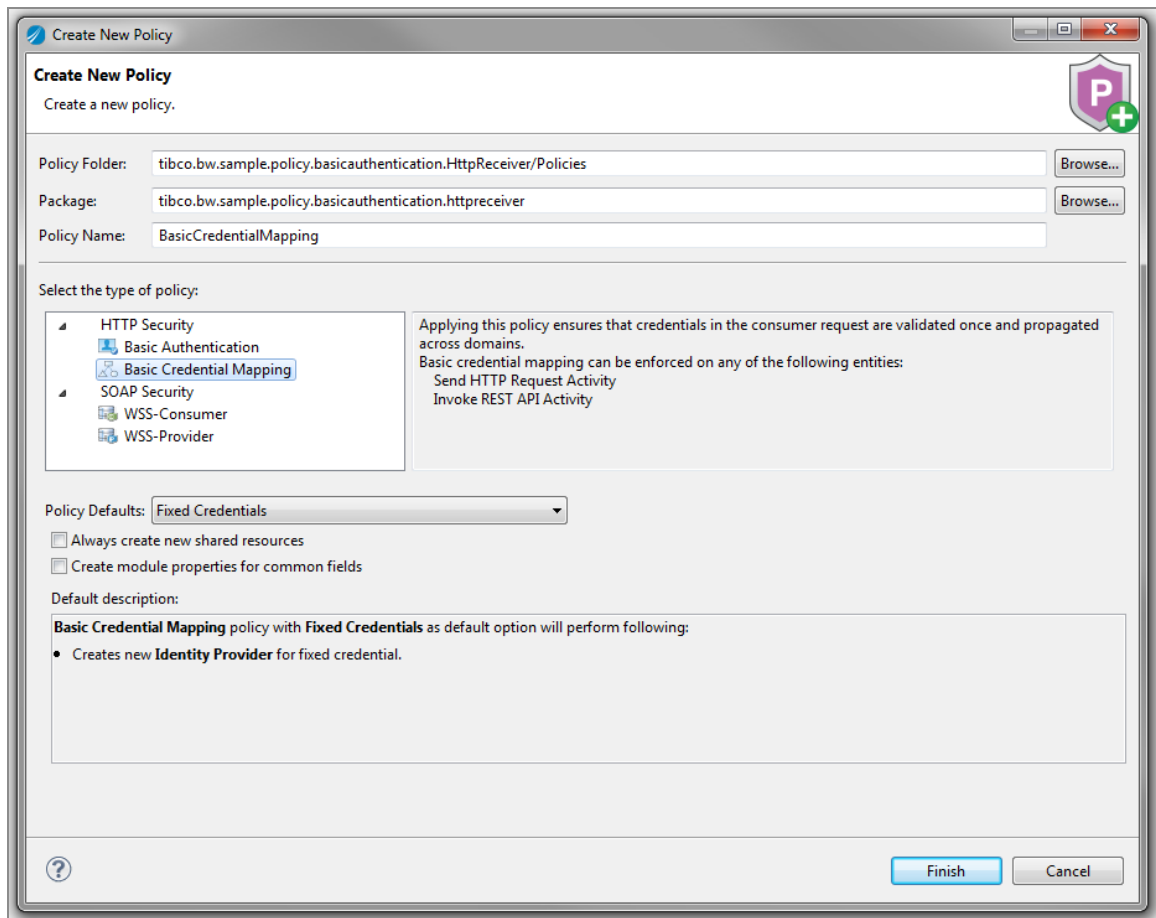 Create New Policy
Create New Policy
Create a new policy.
P
Policy Folder: tibco.bw.sample.policy.basicauthentication.HttpReceiver/Policies Browse...
Package: tibco.bw.sample.policy.basicauthentication.httpreceiver Browse...
Policy Name: BasicCredentialMapping
Select the type of policy:
HTTP Security
Basic Authentication
Basic Credential Mapping
SOAP Security
WSS-Consumer
WSS-Provider
Applying this policy ensures that credentials in the consumer request are validated once and propagated
across domains.
Basic credential mapping can be enforced on any of the following entities:
Send HTTP Request Activity
Invoke REST API Activity
Policy Defaults: Fixed Credentials
Always create new shared resources
Create module properties for common fields
Default description:
Basic Credential Mapping policy with Fixed Credentials as default option will perform following:
• Creates new Identity Provider for fixed credential.
? Finish Cancel